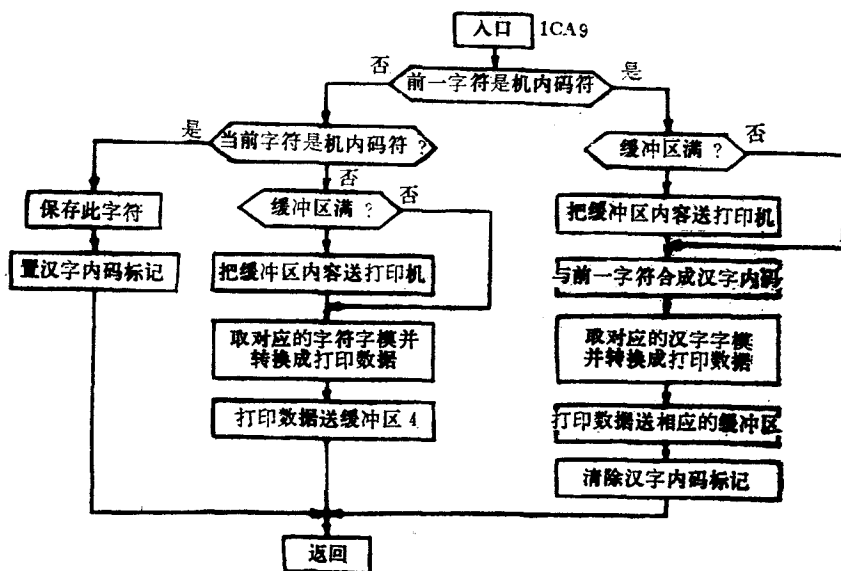 入口 1CA9
否
前一字符是机内码符
是
是
当前字符是机内码符？
缓冲区满？
否
否
保存此字符
缓冲区满？
否
把缓冲区内容送打印机
置汉字内码标记
把缓冲区内容送打印机
与前一字符合成汉字内码
取对应的字符字模并
转换成打印数据
取对应的汉字字模
并转换成打印数据
打印数据送缓冲区4
打印数据送相应的缓冲区
清除汉字内码标记
返回